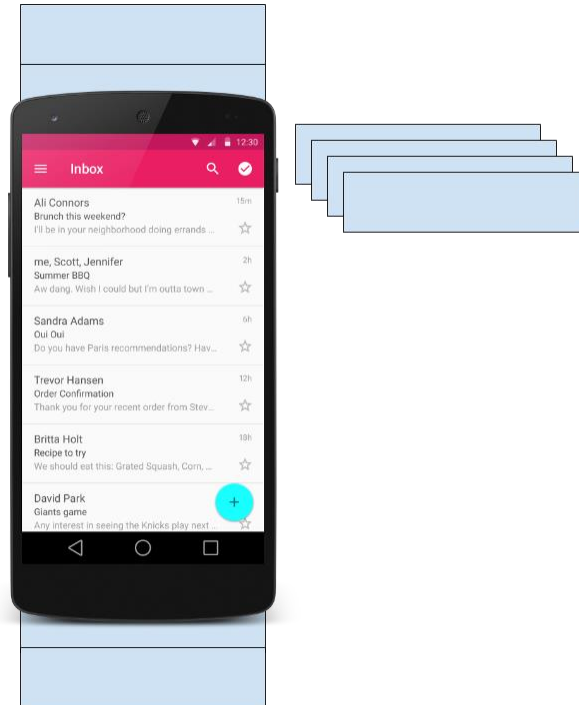 12:30
Inbox
Ali Connors 15m
Brunch this weekend?
I'll be in your neighborhood doing errands ...
me, Scott, Jennifer 2h
Summer BBQ
Aw dang. Wish I could but I'm outta town ...
Sandra Adams 6h
Oui Oui
Do you have Paris recommendations? Hav...
Trevor Hansen 12h
Order Confirmation
Thank you for your recent order from Stev...
Britta Holt 18h
Recipe to try
We should eat this: Grated Squash, Corn, ...
David Park
Giants game
Any interest in seeing the Knicks play next ...